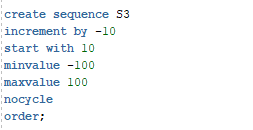 create sequence S3
increment by -10
start with 10
minvalue -100
maxvalue 100
nocycle
order;